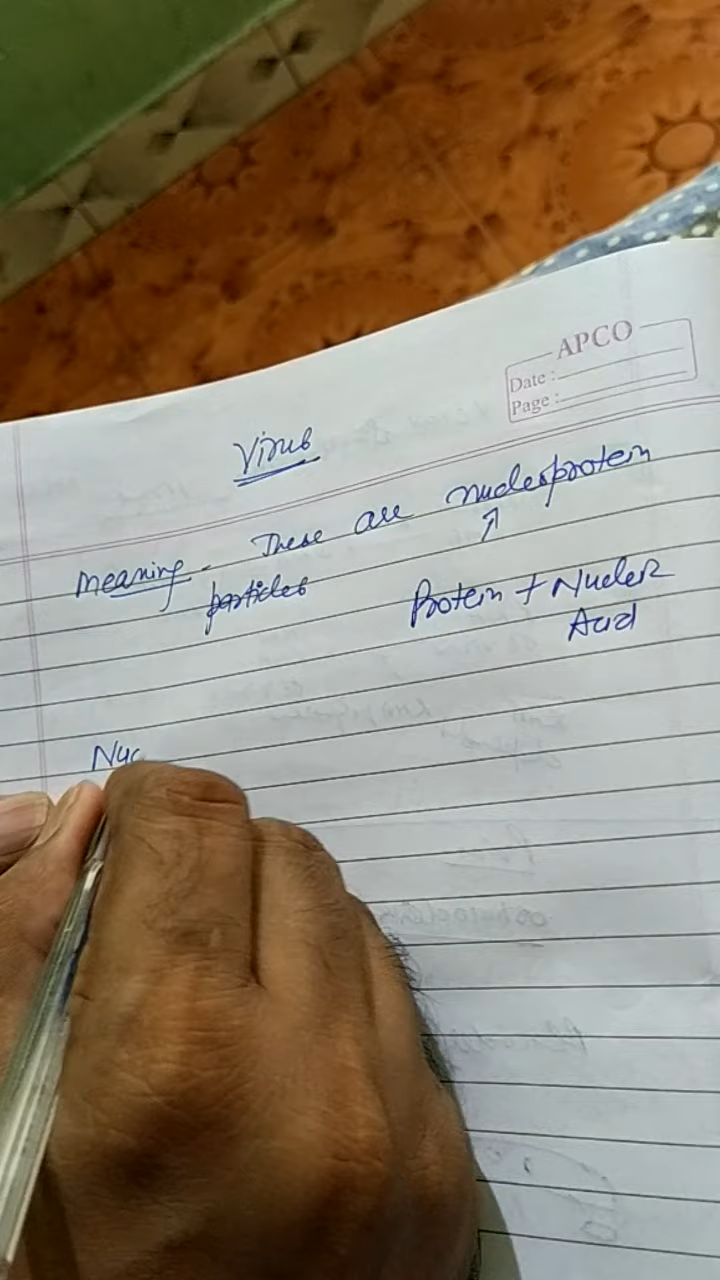 APCO
Date :
Page :
Virus
Meaning - These are nucleoprotein
particles
Protein + Nucleic
Acid
Nuc